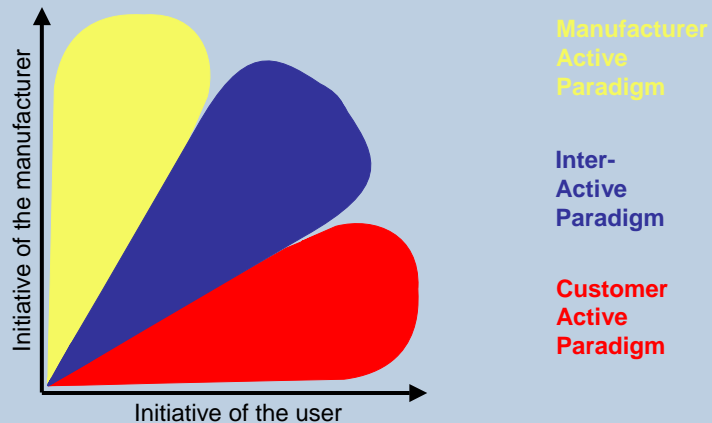 Initiative of the manufacturer
Manufacturer
Active
Paradigm
Inter-
Active
Paradigm
Customer
Active
Paradigm
Initiative of the user